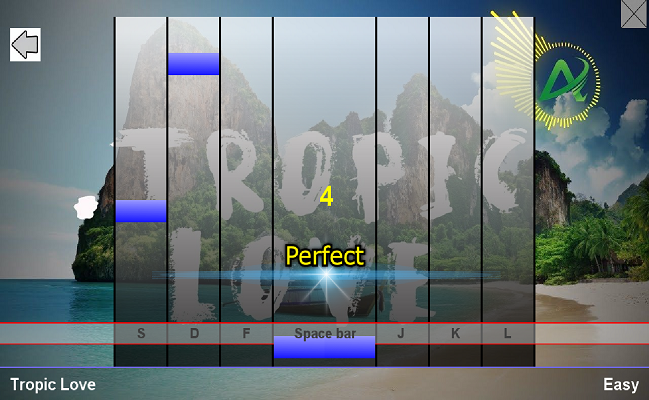 TROPIC
LOVE
4
Perfect
S D F Space bar J K L
Tropic Love
Easy